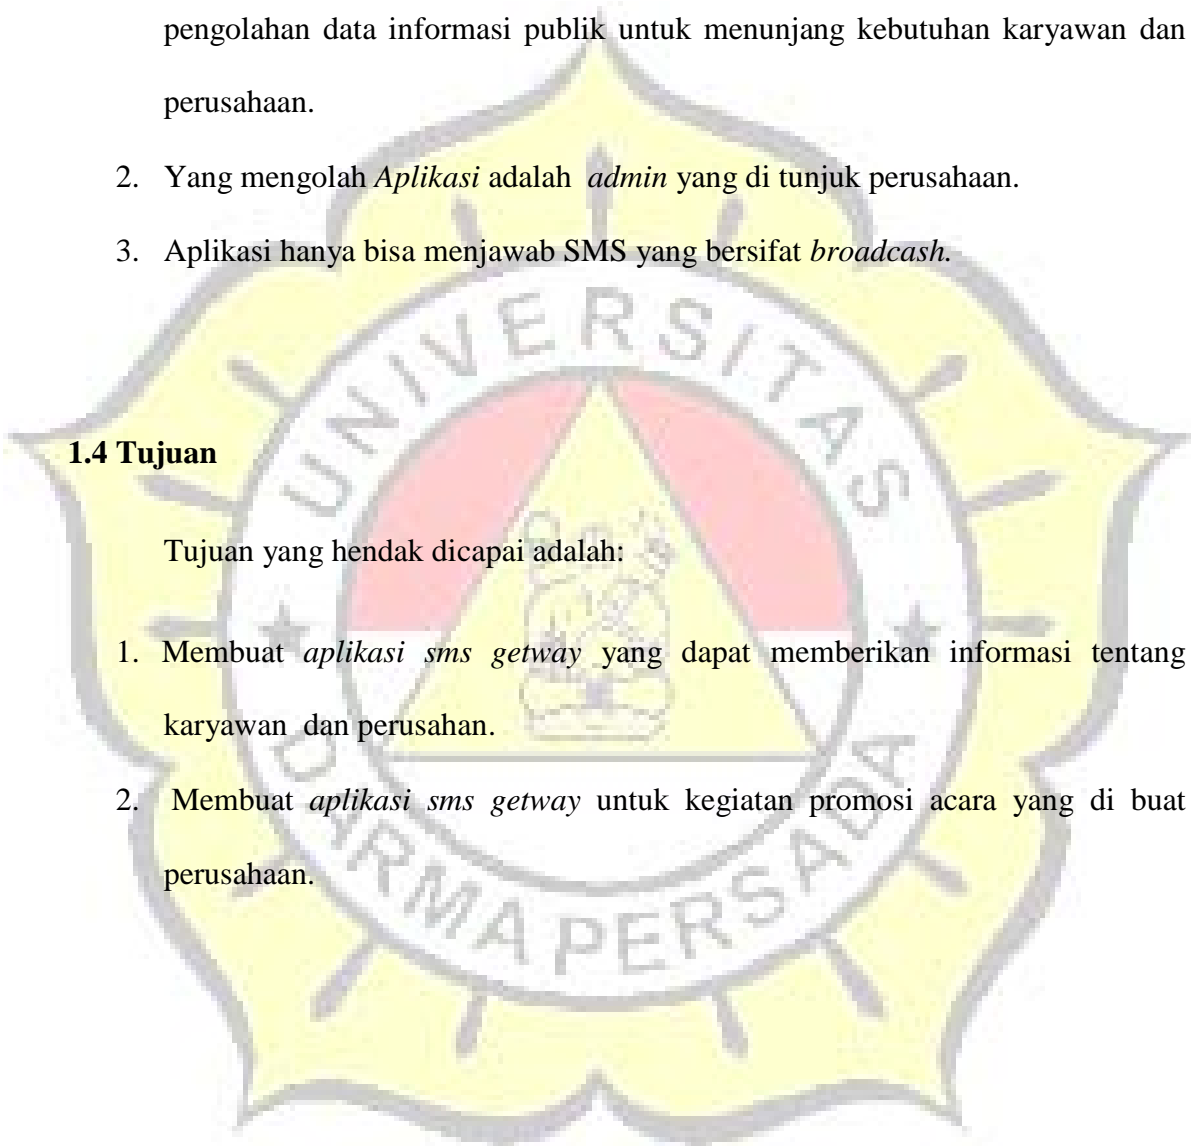 pengolahan data informasi publik untuk menunjang kebutuhan karyawan dan
perusahaan.
2. Yang mengolah Aplikasi adalah admin yang di tunjuk perusahaan.
3. Aplikasi hanya bisa menjawab SMS yang bersifat broadcash.
1.4 Tujuan
Tujuan yang hendak dicapai adalah:
1. Membuat aplikasi sms getway yang dapat memberikan informasi tentang
karyawan dan perusahan.
2. Membuat aplikasi sms getway untuk kegiatan promosi acara yang di buat
perusahaan.
UNIVERSITAS
DARMA PERSADA